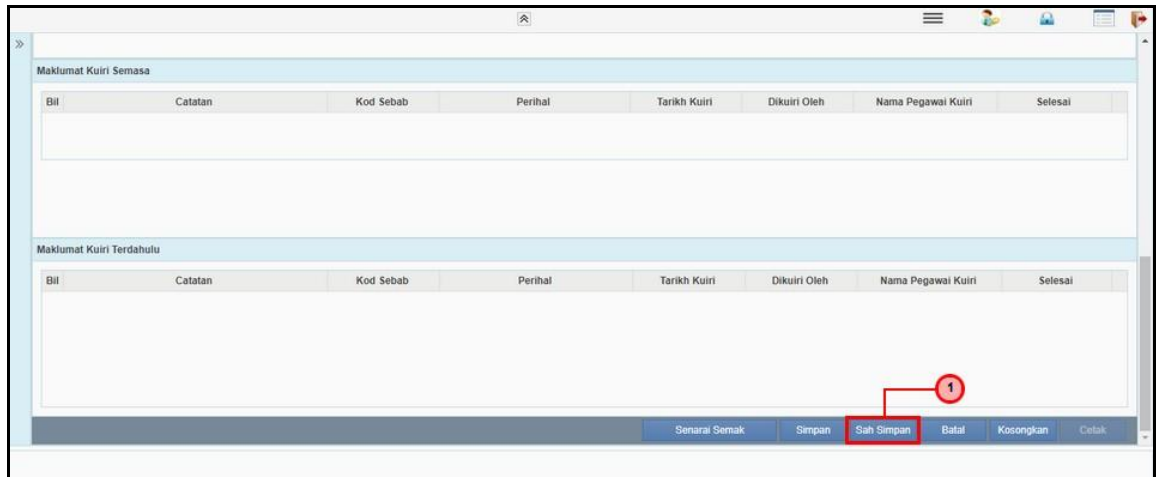 Maklumat Kuiri Semasa
Bil Catatan Kod Sebab Perihal Tarikh Kuiri Dikuiri Oleh Nama Pegawai Kuiri Selesai
Maklumat Kuiri Terdahulu
Bil Catatan Kod Sebab Perihal Tarikh Kuiri Dikuiri Oleh Nama Pegawai Kuiri Selesai
1
Senarai Semak Simpan Sah Simpan Batal Kosongkan Cetak